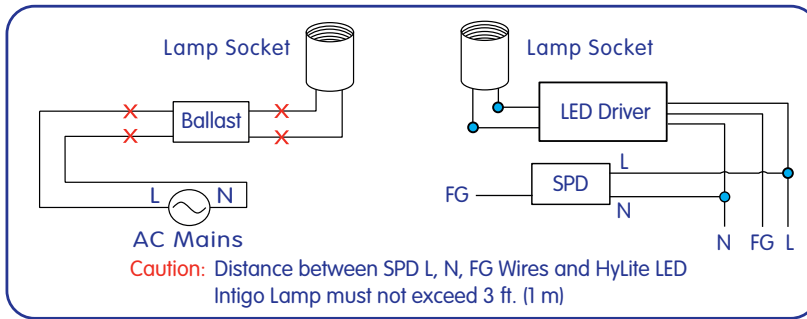 Lamp Socket
Ballast
L N
AC Mains
Lamp Socket
LED Driver
L
FG SPD
N
N FG L
Caution: Distance between SPD L, N, FG Wires and HyLite LED
Intigo Lamp must not exceed 3 ft. (1 m)